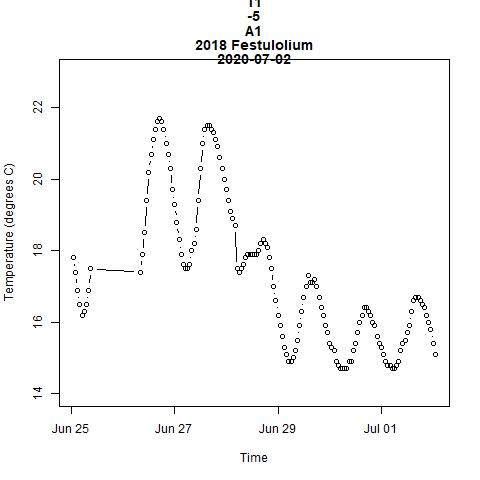 T1
-5
A1
2018 Festulolium
2020-07-02
Temperature (degrees C)
22
20
18
16
14
Jun 25
Jun 27
Jun 29
Jul 01
Time